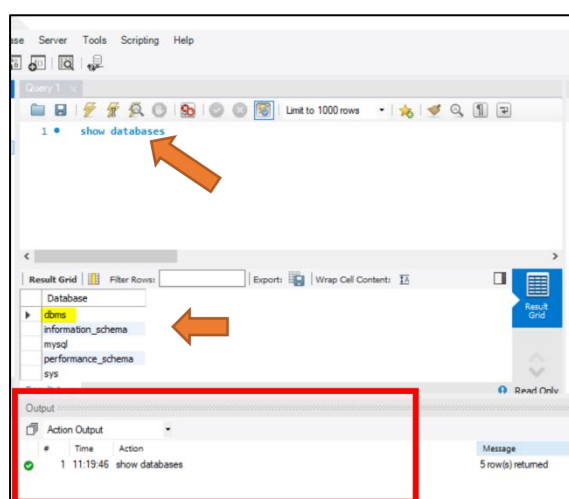 Server Tools Scripting Help
Query 1
Limit to 1000 rows
1 show databases
Result Grid Filter Rows: Export: Wrap Cell Content:
Database
dbms
information_schema
mysql
performance_schema
sys
Result Grid
Read Only
Output
Action Output
# Time Action Message
1 11:19:46 show databases 5 row(s) returned